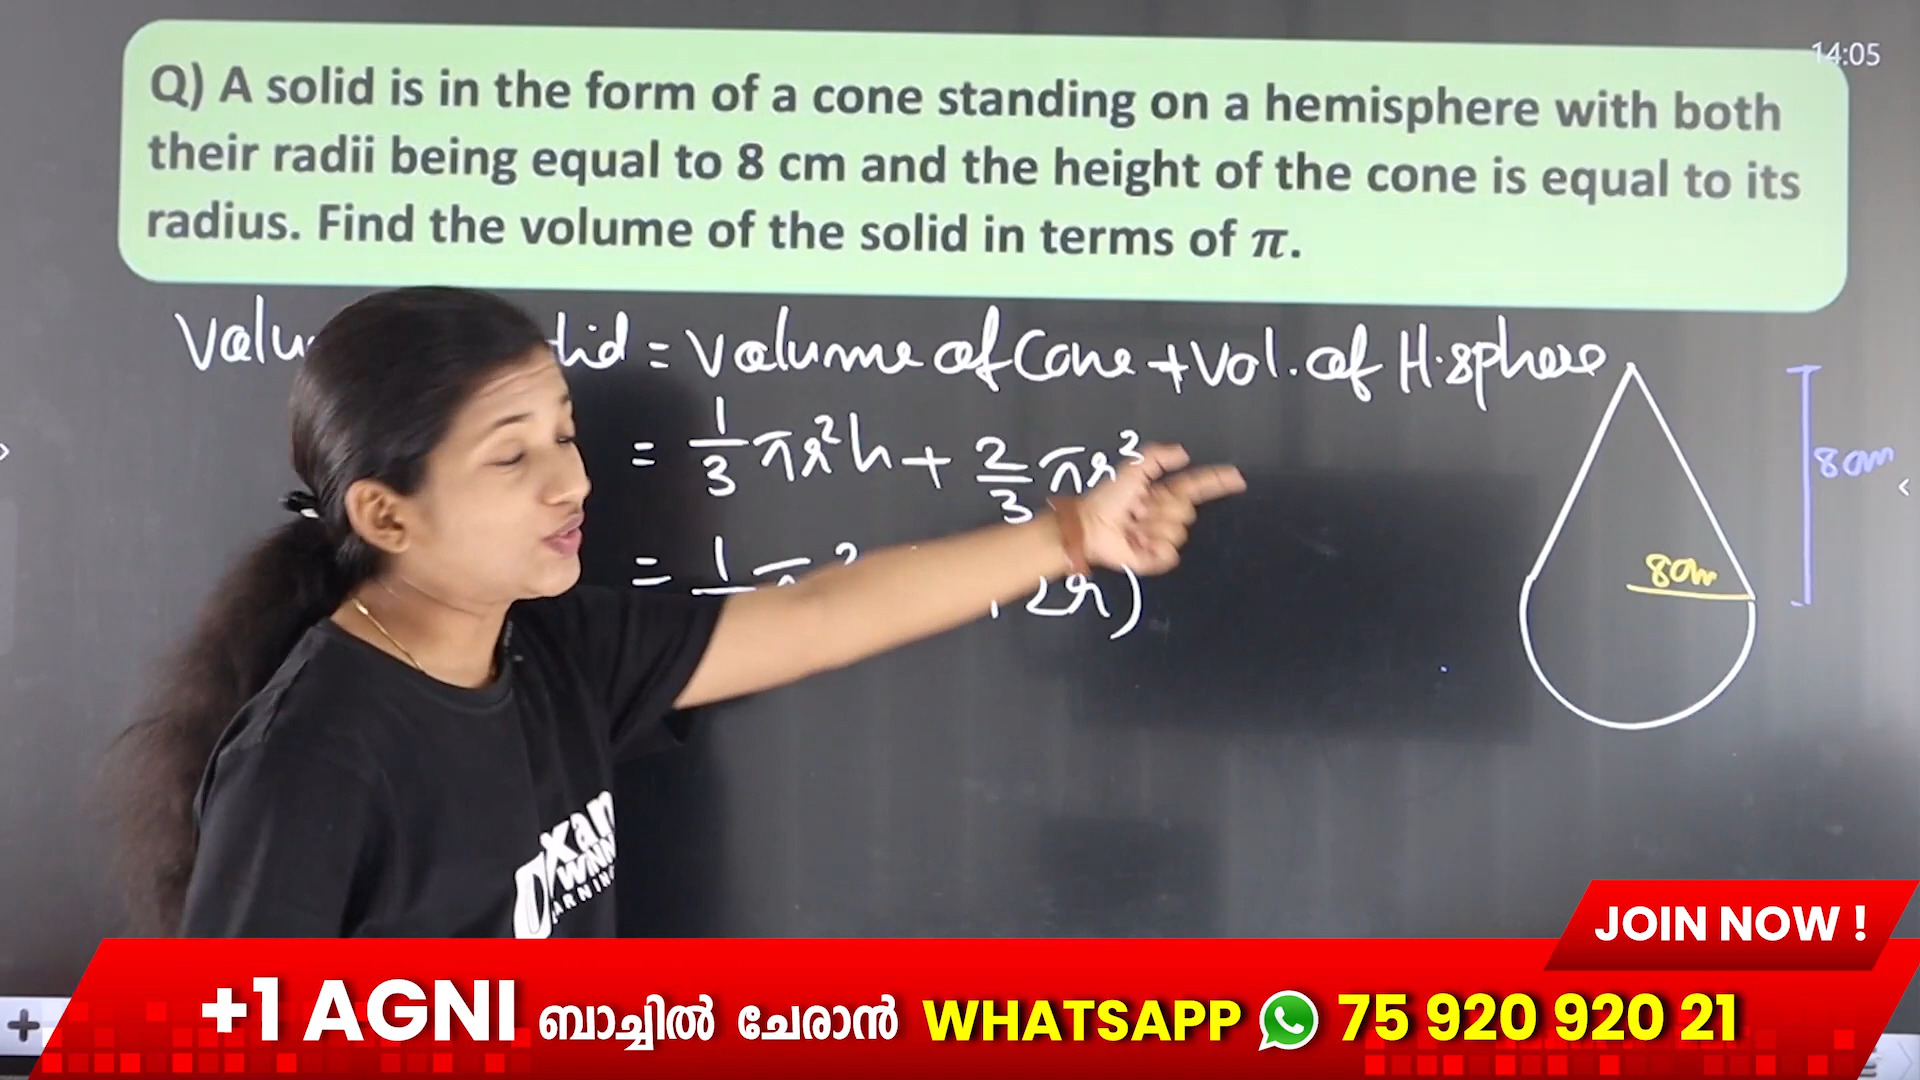 14:05
Q) A solid is in the form of a cone standing on a hemisphere with both
their radii being equal to 8 cm and the height of the cone is equal to its
radius. Find the volume of the solid in terms of π.
= Volume of Cone + Vol. of H.sphere
= 1/3 πr²h + 2/3 πr³
8cm
8cm
= 2r)
JOIN NOW !
+1 AGNI ബാച്ചിൽ ചേരാൻ WHATSAPP 75 920 920 21